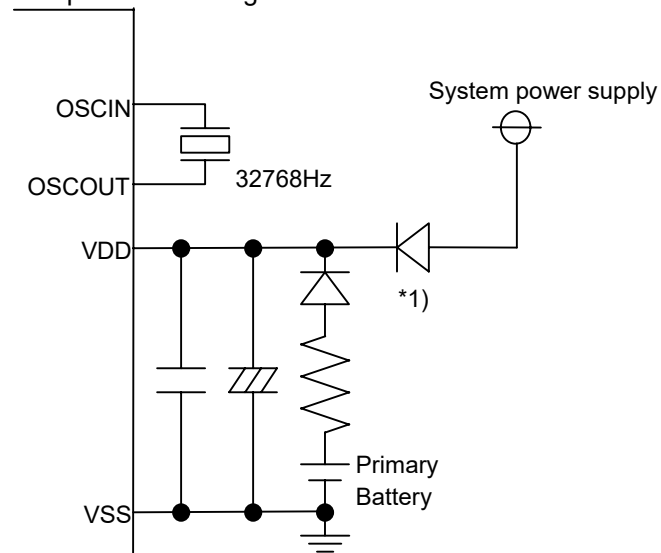 OSCIN
System power supply
OSCOUT
32768Hz
VDD
*1)
Primary
Battery
VSS